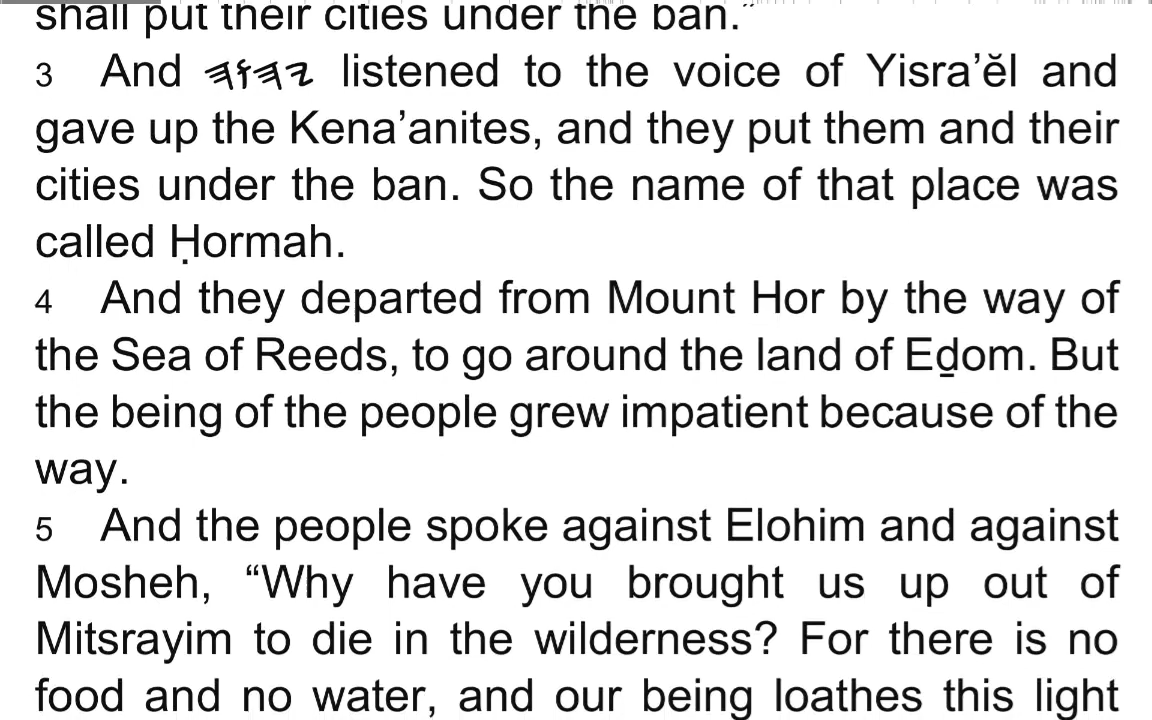 shall put their cities under the ban.”
3 And 𐤉𐤄𐤅𐤄 listened to the voice of Yisra’ĕl and
gave up the Kena’anites, and they put them and their
cities under the ban. So the name of that place was
called Ḥormah.
4 And they departed from Mount Hor by the way of
the Sea of Reeds, to go around the land of Eḏom. But
the being of the people grew impatient because of the
way.
5 And the people spoke against Elohim and against
Mosheh, “Why have you brought us up out of
Mitsrayim to die in the wilderness? For there is no
food and no water, and our being loathes this light